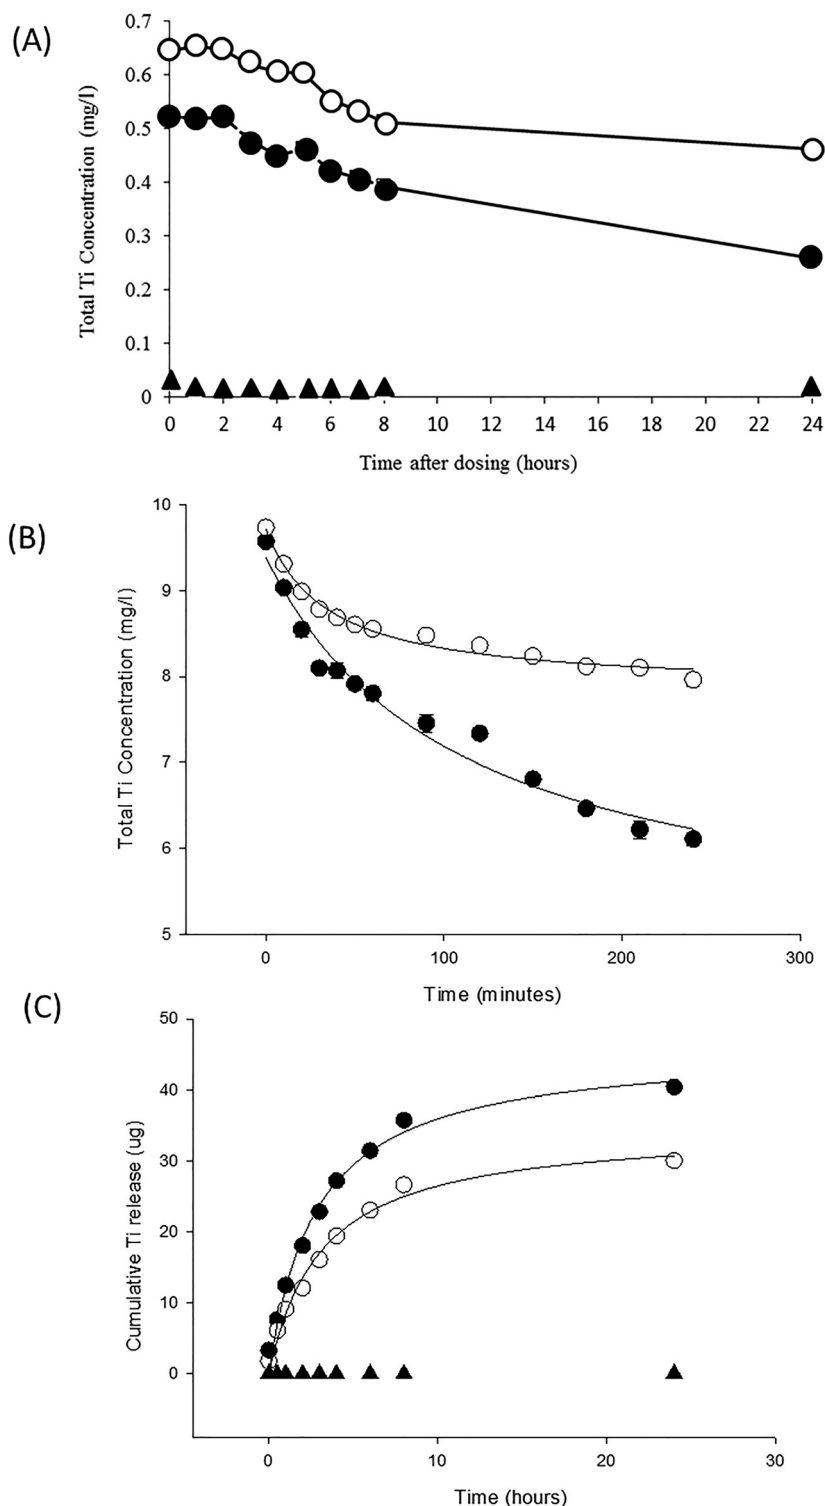 (A)
Total Ti Concentration (mg/l)
0.7
0.6
0.5
0.4
0.3
0.2
0.1
0
0 2 4 6 8 10 12 14 16 18 20 22 24
Time after dosing (hours)
(B)
Total Ti Concentration (mg/l)
10
9
8
7
6
5
0 100 200 300
Time (minutes)
(C)
Cumulative Ti release (ug)
50
40
30
20
10
0
0 10 20 30
Time (hours)